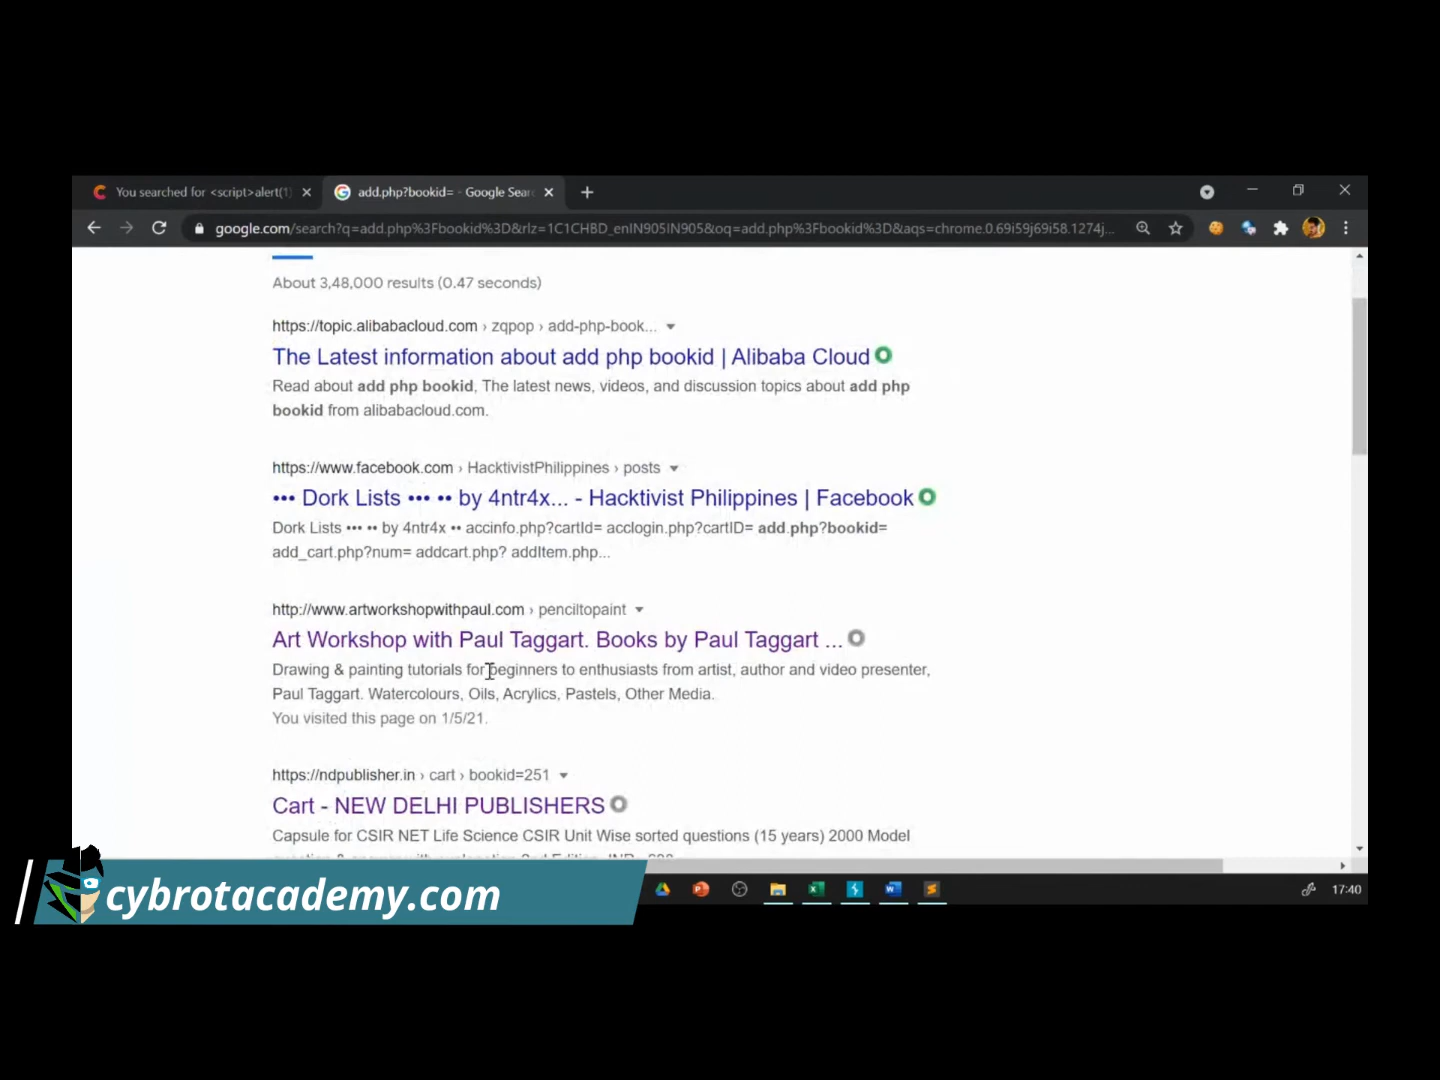 You searched for <script>alert(1)
add.php?bookid= - Google Sear
google.com/search?q=add.php%3Fbookid%3D&rlz=1C1CHBD_enIN905IN905&oq=add.php%3Fbookid%3D&aqs=chrome.0.69i59j69i58.1274j...
About 3,48,000 results (0.47 seconds)
https://topic.alibabacloud.com › zqpop › add-php-book...
The Latest information about add php bookid | Alibaba Cloud
Read about add php bookid, The latest news, videos, and discussion topics about add php
bookid from alibabacloud.com.
https://www.facebook.com › HacktivistPhilippines › posts
••• Dork Lists ••• •• by 4ntr4x... - Hacktivist Philippines | Facebook
Dork Lists ••• •• by 4ntr4x •• accinfo.php?cartId= acclogin.php?cartID= add.php?bookid=
add_cart.php?num= addcart.php? addItem.php...
http://www.artworkshopwithpaul.com › penciltopaint
Art Workshop with Paul Taggart. Books by Paul Taggart ...
Drawing & painting tutorials for beginners to enthusiasts from artist, author and video presenter,
Paul Taggart. Watercolours, Oils, Acrylics, Pastels, Other Media.
You visited this page on 1/5/21.
https://ndpublisher.in › cart › bookid=251
Cart - NEW DELHI PUBLISHERS
Capsule for CSIR NET Life Science CSIR Unit Wise sorted questions (15 years) 2000 Model
cybrotacademy.com
17:40